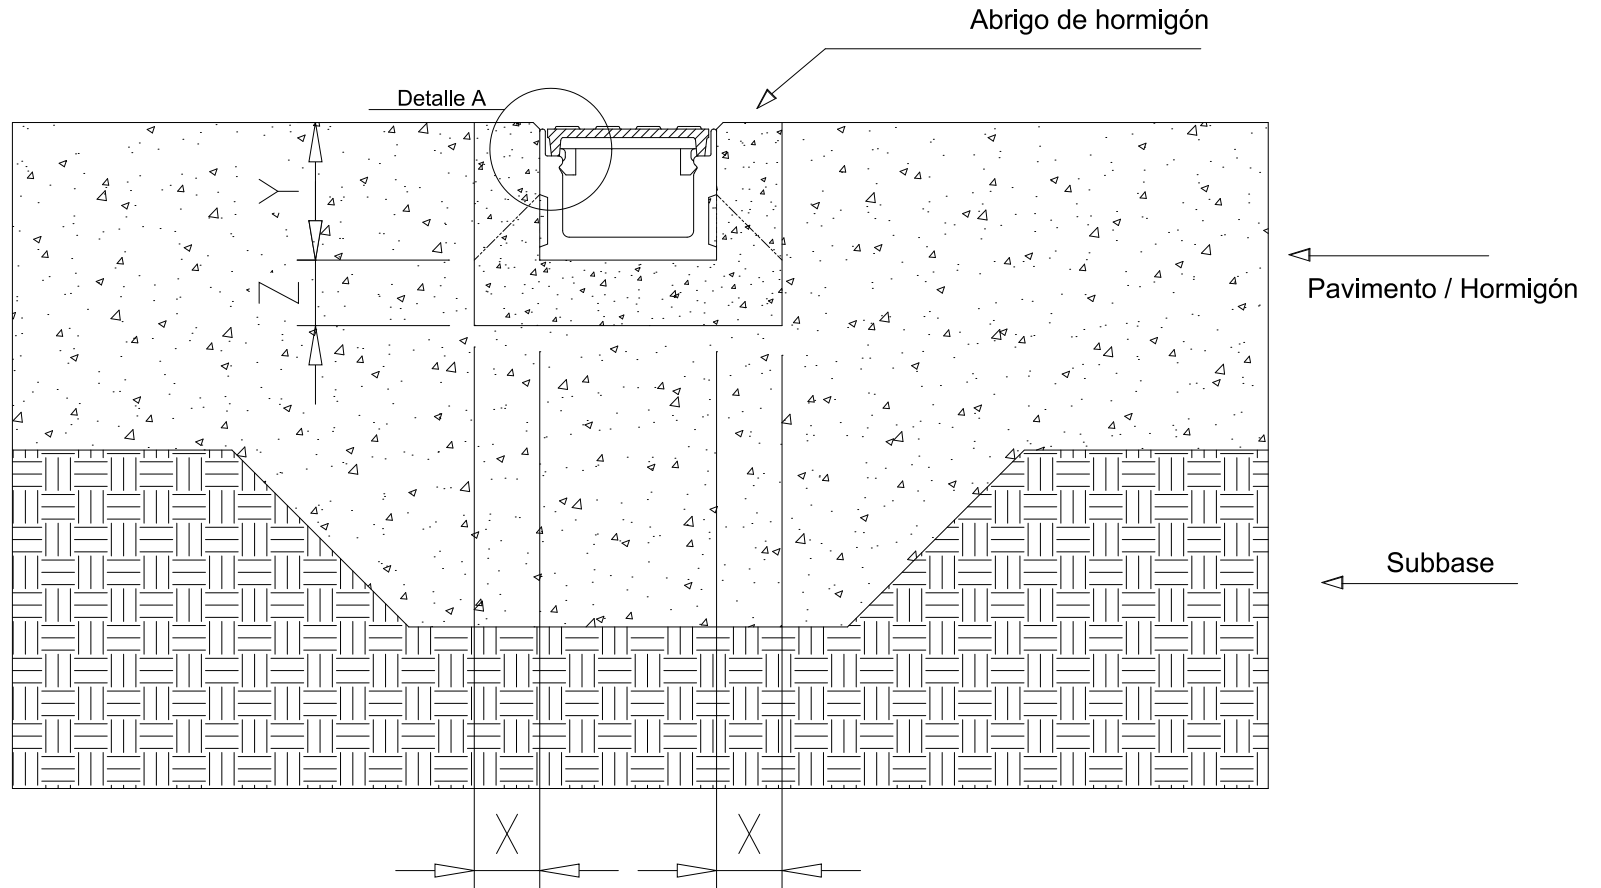 Abrigo de hormigón
Detalle A
Y
Z
Pavimento / Hormigón
Subbase
X
X